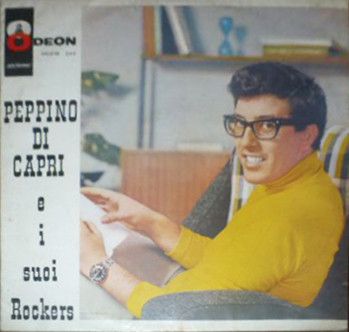 ODEON
PEPPINO
DI
CAPRI
e
i
suoi
Rockers